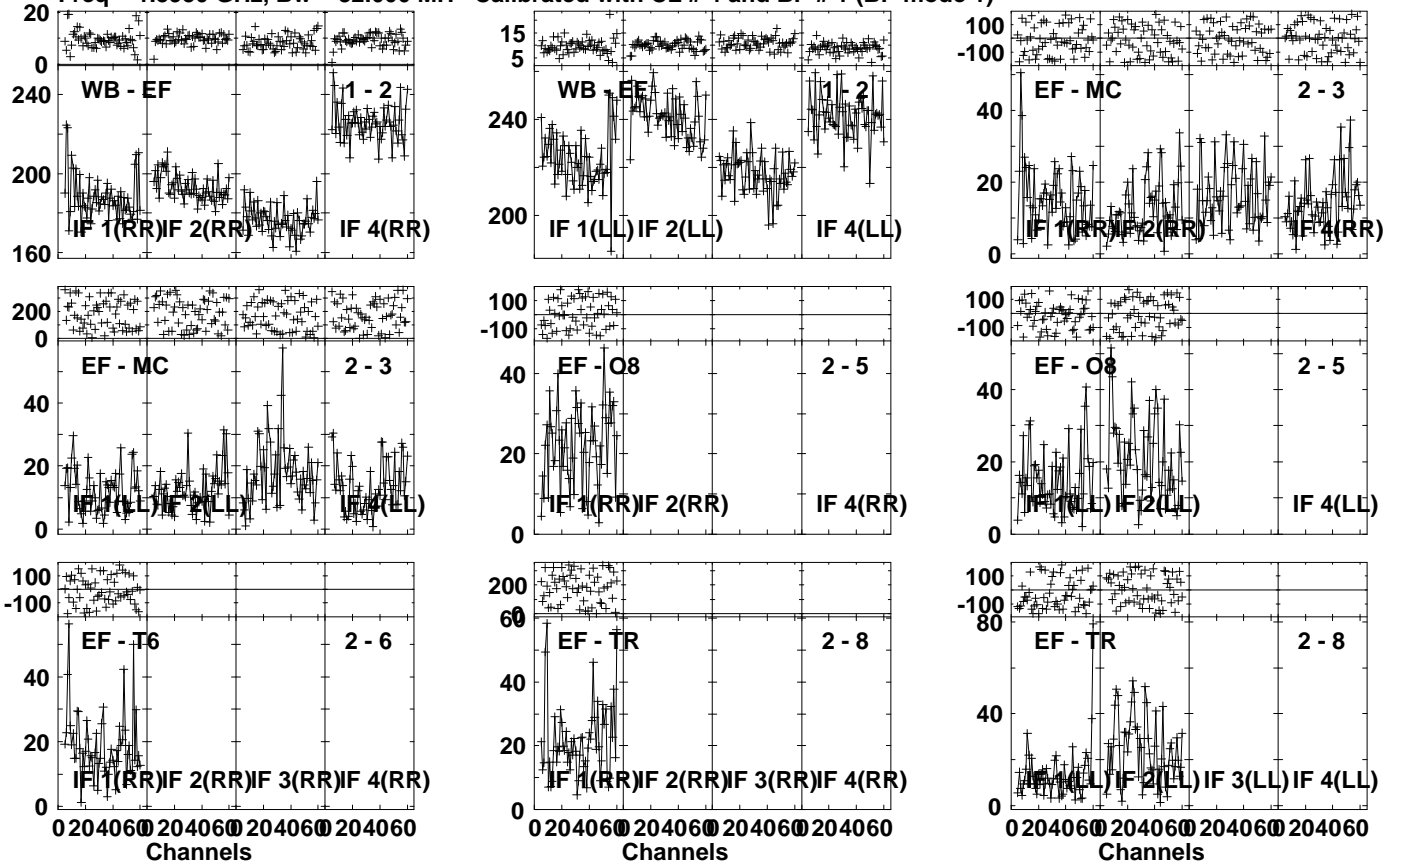 20
0
240
200
160
WB - EF 1 - 2
IF 1(RR) IF 2(RR) IF 4(RR)
15
5
240
200
WB - EF 1 - 2
IF 1(LL) IF 2(LL) IF 4(LL)
100
-100
40
20
0
EF - MC 2 - 3
IF 1(RR) IF 2(RR) IF 4(RR)
200
0
40
20
0
EF - MC 2 - 3
IF 1(LL) IF 2(LL) IF 4(LL)
100
-100
40
20
0
EF - O8 2 - 5
IF 1(RR) IF 2(RR) IF 4(RR)
100
-100
40
20
0
EF - O8 2 - 5
IF 1(LL) IF 2(LL) IF 4(LL)
100
-100
40
20
0
EF - T6 2 - 6
IF 1(RR) IF 2(RR) IF 3(RR) IF 4(RR)
0 204060 0 204060 0 204060 0 204060
Channels
200
0
60
40
20
0
EF - TR 2 - 8
IF 1(RR) IF 2(RR) IF 3(RR) IF 4(RR)
0 204060 0 204060 0 204060 0 204060
Channels
100
-100
80
40
0
EF - TR 2 - 8
IF 1(LL) IF 2(LL) IF 3(LL) IF 4(LL)
0 204060 0 204060 0 204060 0 204060
Channels